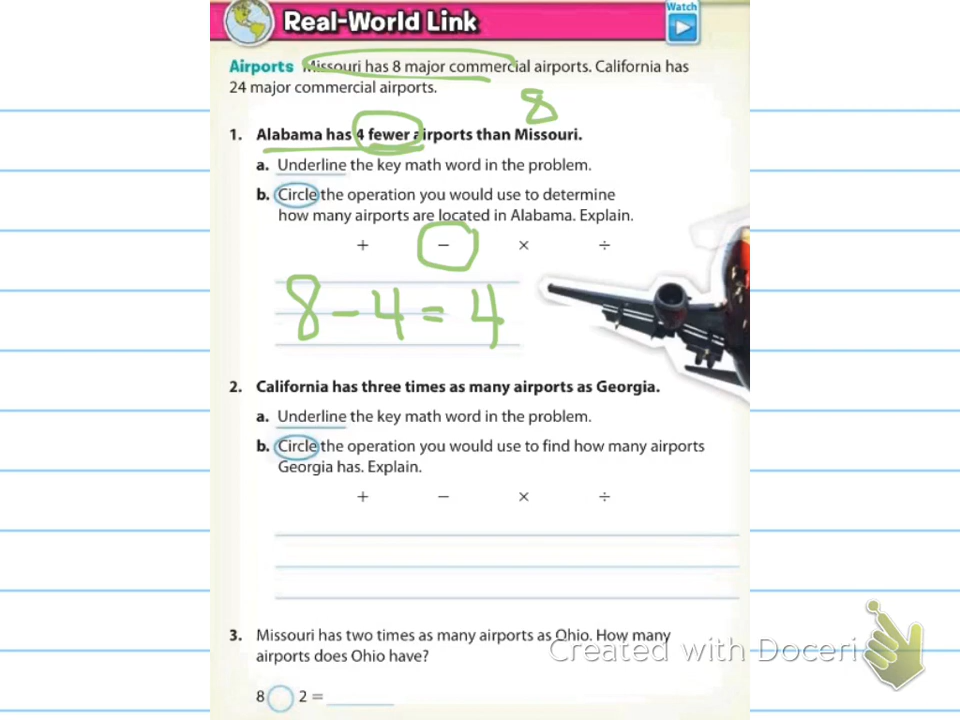 Real-World Link
Watch
Airports Missouri has 8 major commercial airports. California has
24 major commercial airports.
8
1. Alabama has 4 fewer airports than Missouri.
a. Underline the key math word in the problem.
b. Circle the operation you would use to determine
how many airports are located in Alabama. Explain.
+ − × ÷
8 - 4 = 4
2. California has three times as many airports as Georgia.
a. Underline the key math word in the problem.
b. Circle the operation you would use to find how many airports
Georgia has. Explain.
+ − × ÷
3. Missouri has two times as many airports as Ohio. How many
airports does Ohio have?
Created with Doceri
8 2 =